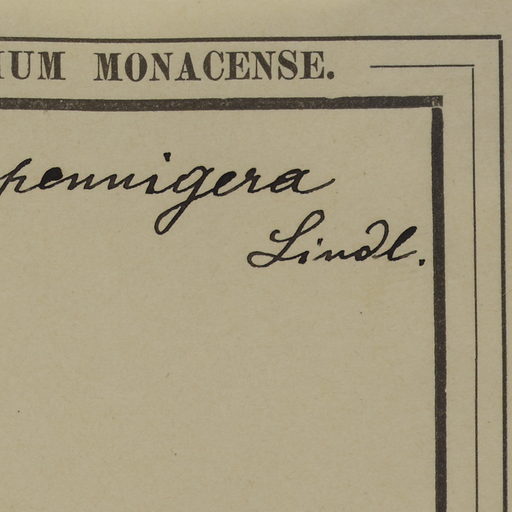 IUM MONACENSE.
pennigera
Lindl.